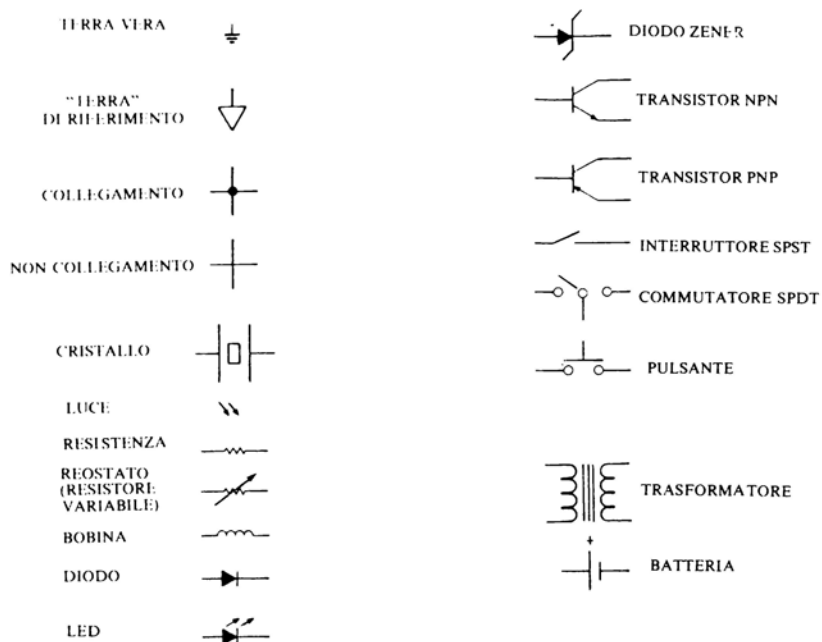 TERRA VERA
"TERRA"
DI RIFERIMENTO
COLLEGAMENTO
NON COLLEGAMENTO
CRISTALLO
LUCE
RESISTENZA
REOSTATO
(RESISTORE
VARIABILE)
BOBINA
DIODO
LED
DIODO ZENER
TRANSISTOR NPN
TRANSISTOR PNP
INTERRUTTORE SPST
COMMUTATORE SPDT
PULSANTE
TRASFORMATORE
+
BATTERIA